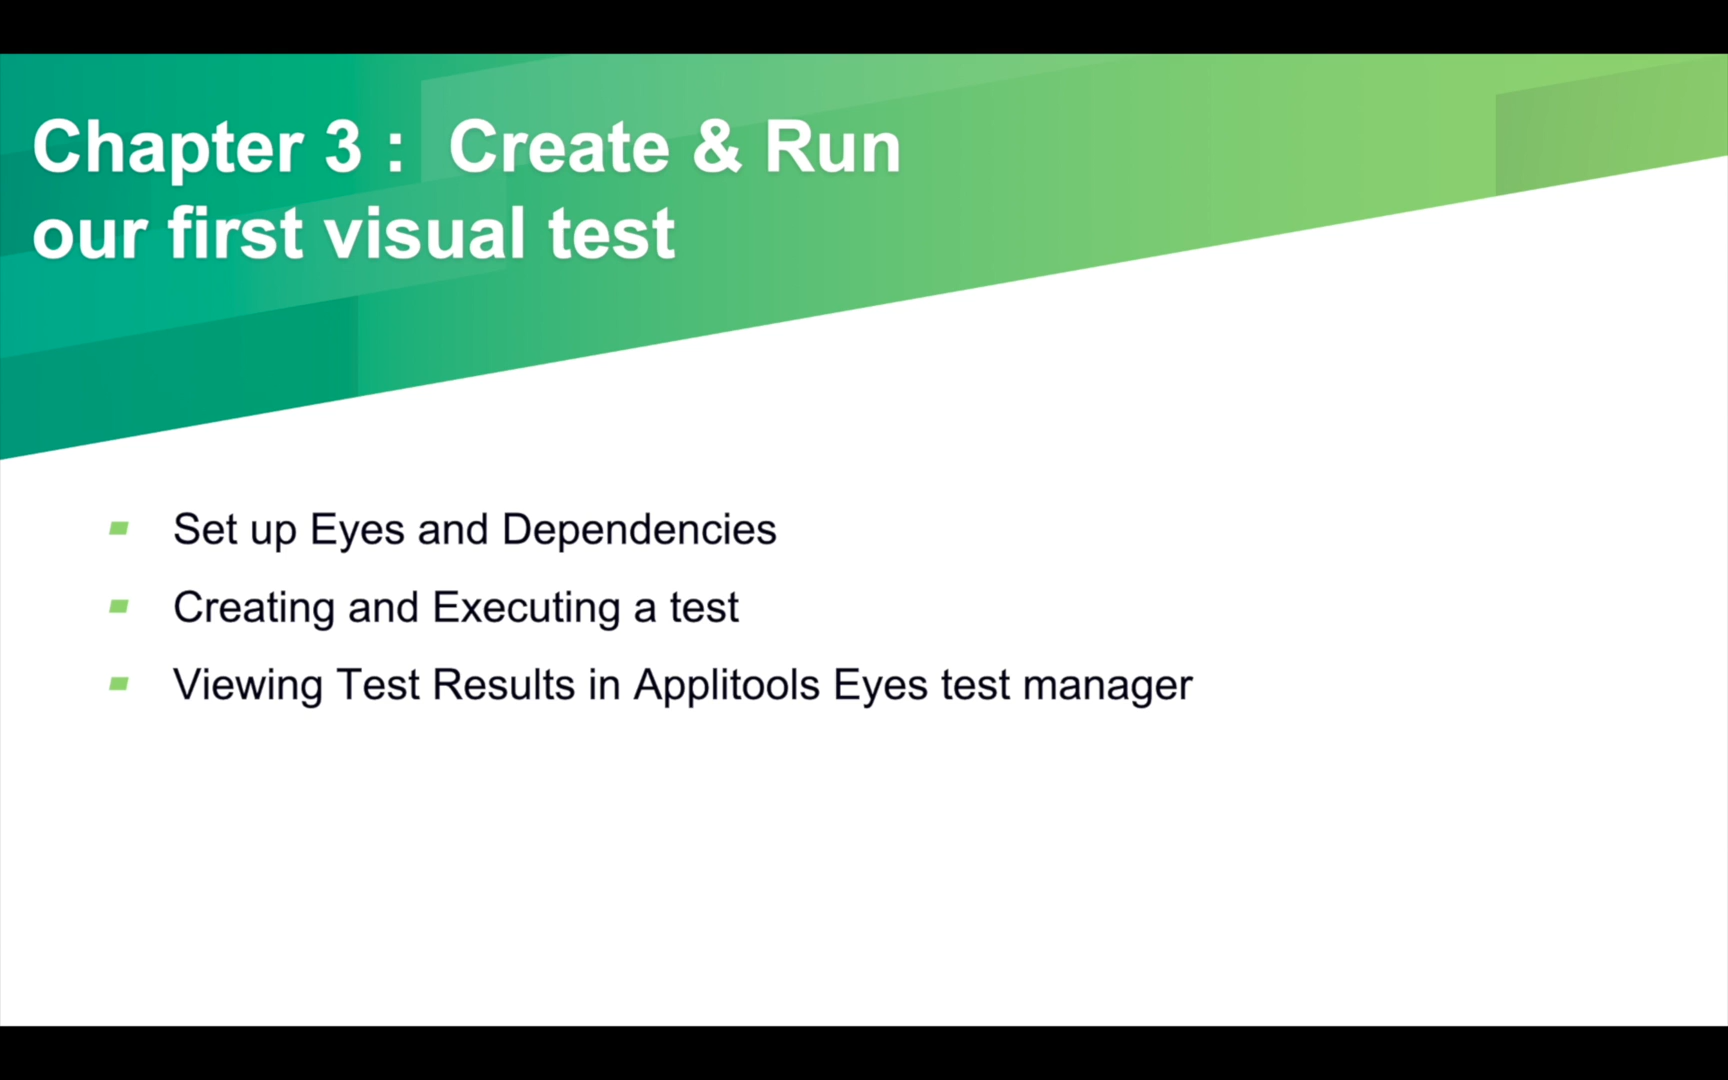 Chapter 3 :  Create & Run
our first visual test
Set up Eyes and Dependencies
Creating and Executing a test
Viewing Test Results in Applitools Eyes test manager